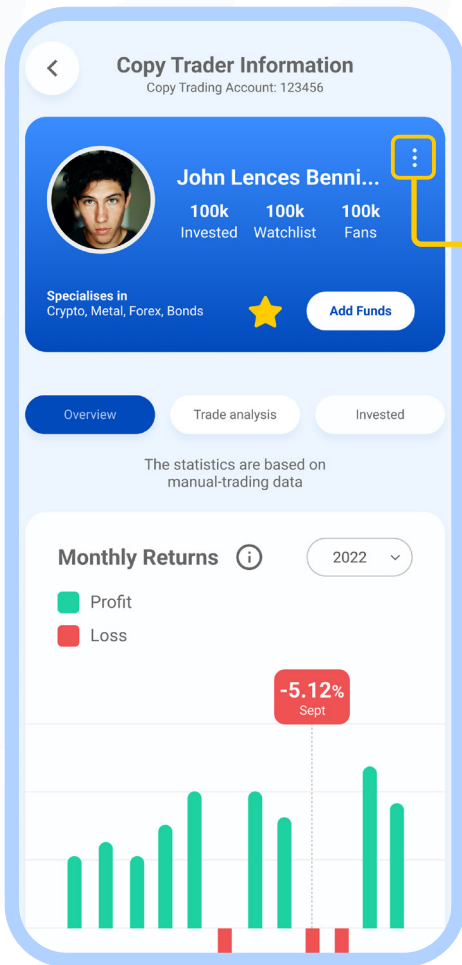 Copy Trader Information
Copy Trading Account: 123456
John Lences Benni...
100k 100k 100k
Invested Watchlist Fans
Specialises in
Crypto, Metal, Forex, Bonds
Add Funds
Overview Trade analysis Invested
The statistics are based on
manual-trading data
Monthly Returns 2022
Profit
Loss
-5.12%
Sept